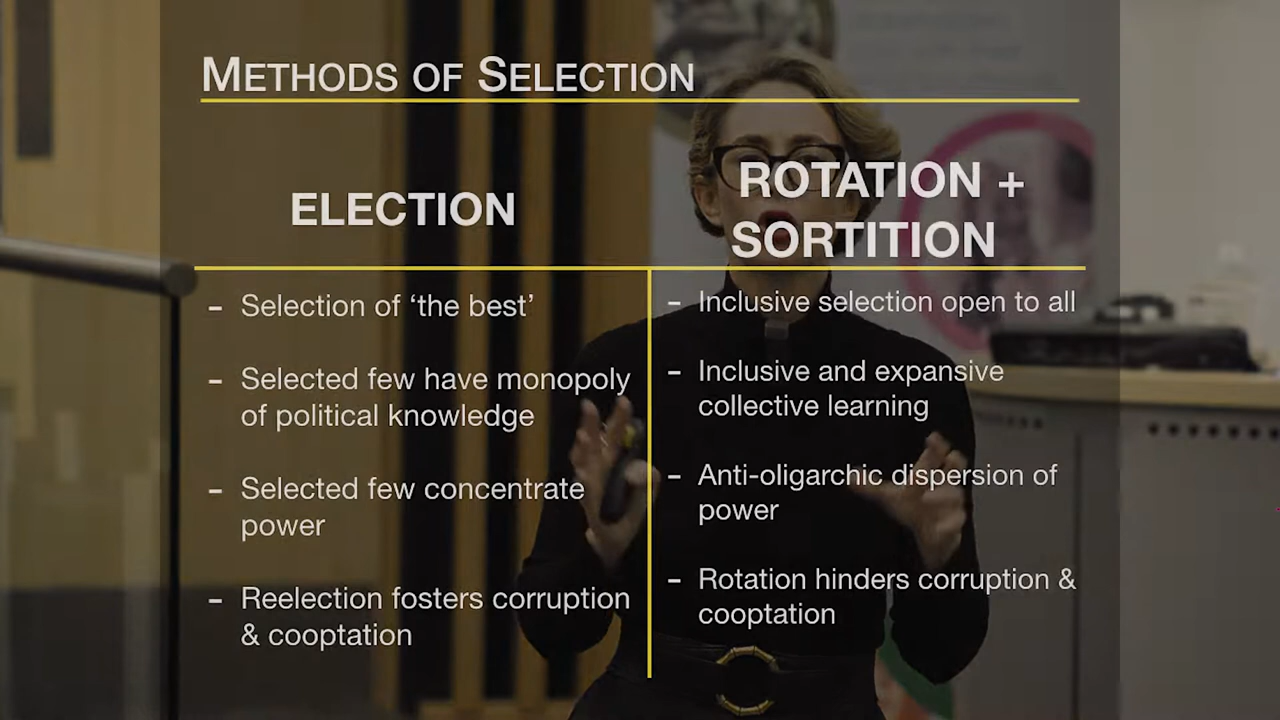 METHODS OF SELECTION
ELECTION
– Selection of ‘the best’
– Selected few have monopoly
of political knowledge
– Selected few concentrate
power
– Reelection fosters corruption
& cooptation
ROTATION +
SORTITION
– Inclusive selection open to all
– Inclusive and expansive
collective learning
– Anti-oligarchic dispersion of
power
– Rotation hinders corruption &
cooptation